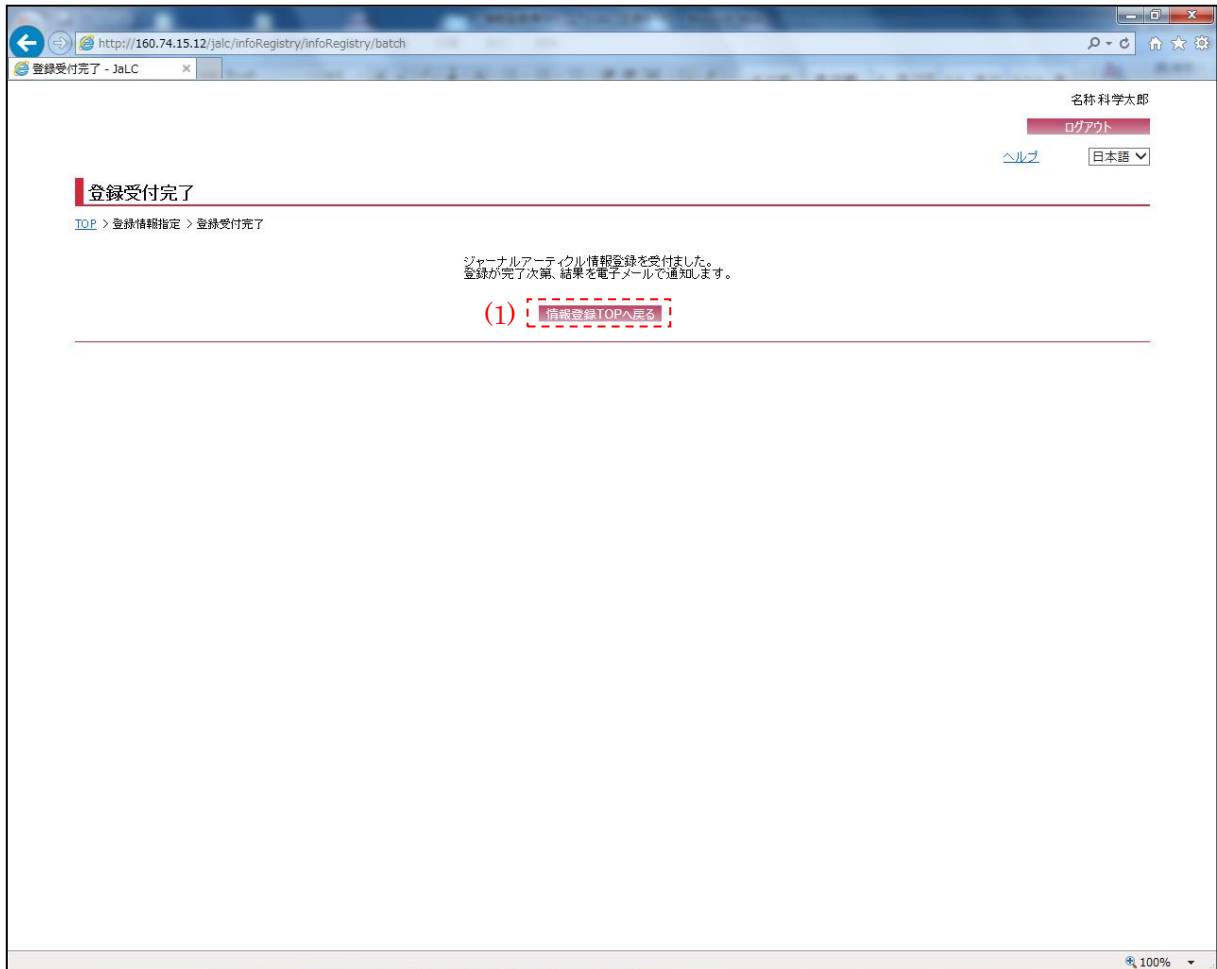 http://160.74.15.12/jalc/infoRegistry/infoRegistry/batch
登録受付完了 - JaLC
名称 科学太郎
ログアウト
ヘルプ 日本語
登録受付完了
TOP > 登録情報指定 > 登録受付完了
ジャーナルアーティクル情報登録を受付ました。
登録が完了次第、結果を電子メールで通知します。
(1) 情報登録TOPへ戻る
100%